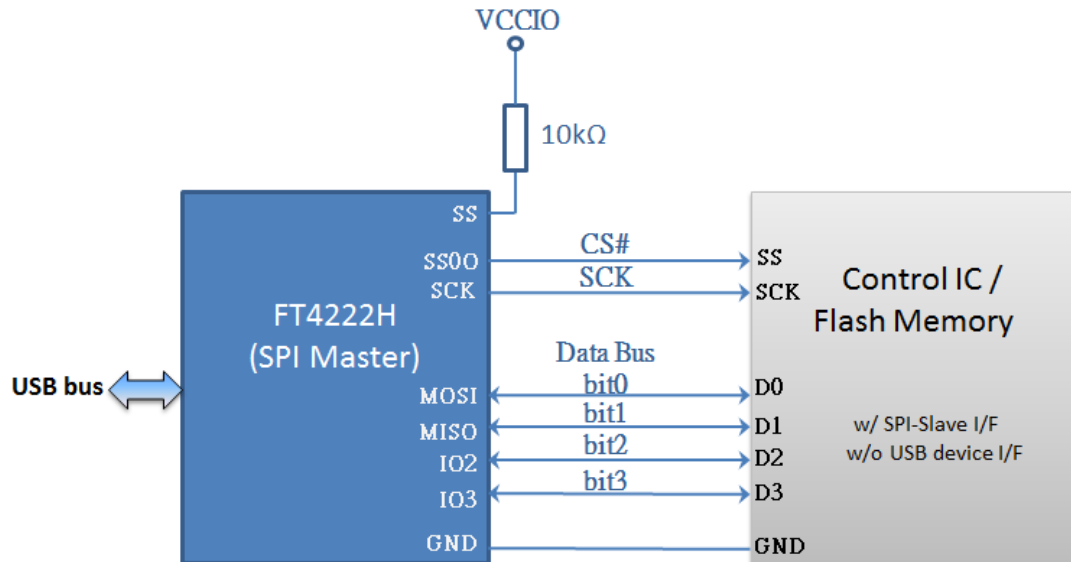 VCCIO
10kΩ
SS
SS0O
SCK
FT4222H
(SPI Master)
USB bus
MOSI
MISO
IO2
IO3
GND
CS#
SCK
Data Bus
bit0
bit1
bit2
bit3
SS
SCK
Control IC /
Flash Memory
D0
D1
D2
D3
w/ SPI-Slave I/F
w/o USB device I/F
GND